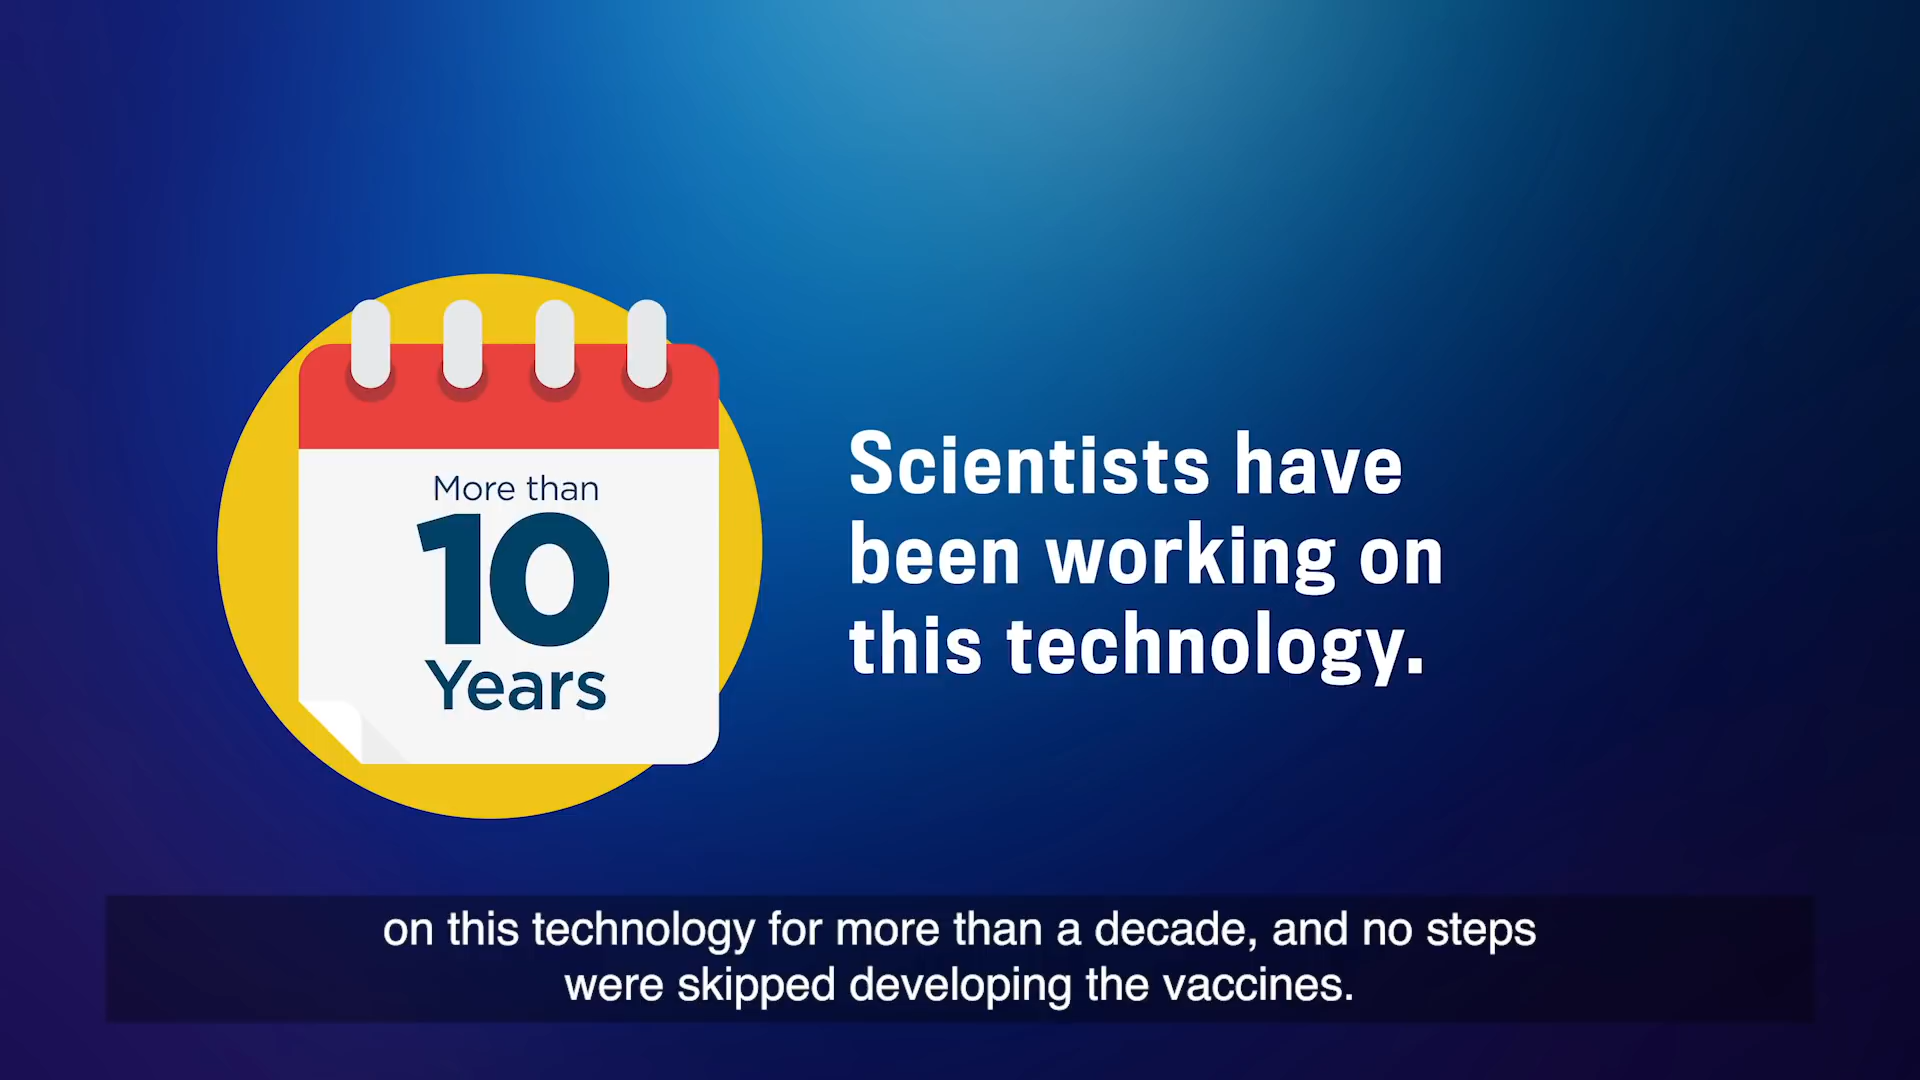 More than
10
Years
Scientists have
been working on
this technology.
on this technology for more than a decade, and no steps
were skipped developing the vaccines.